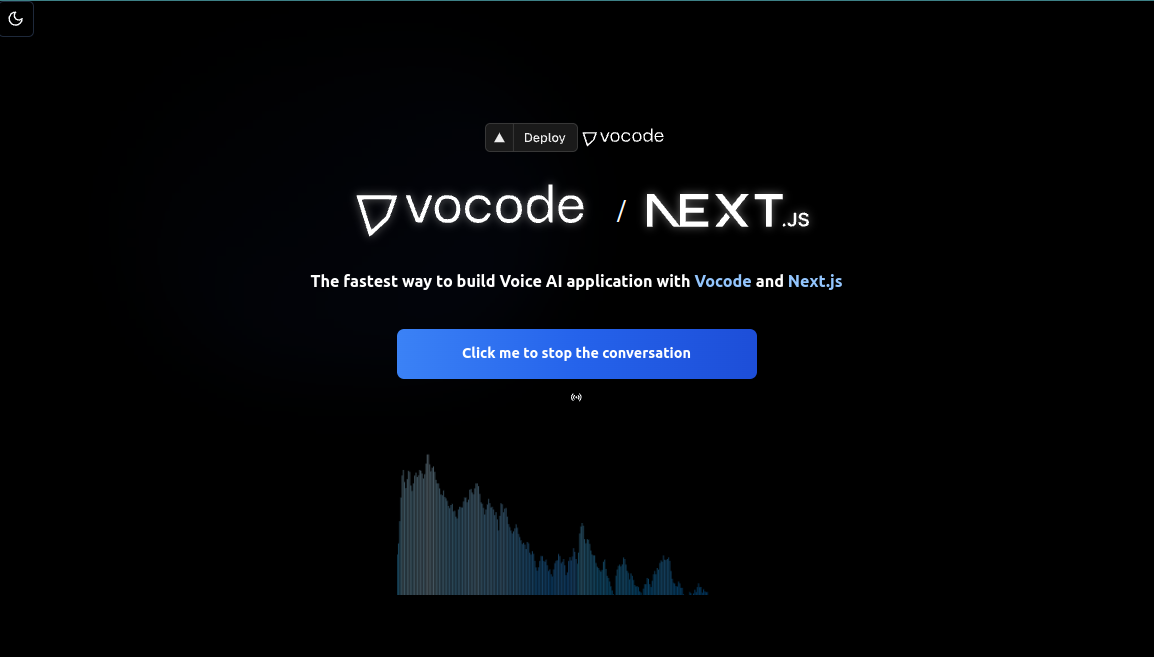 Deploy vocode
vocode / NEXT.JS
The fastest way to build Voice AI application with Vocode and Next.js
Click me to stop the conversation